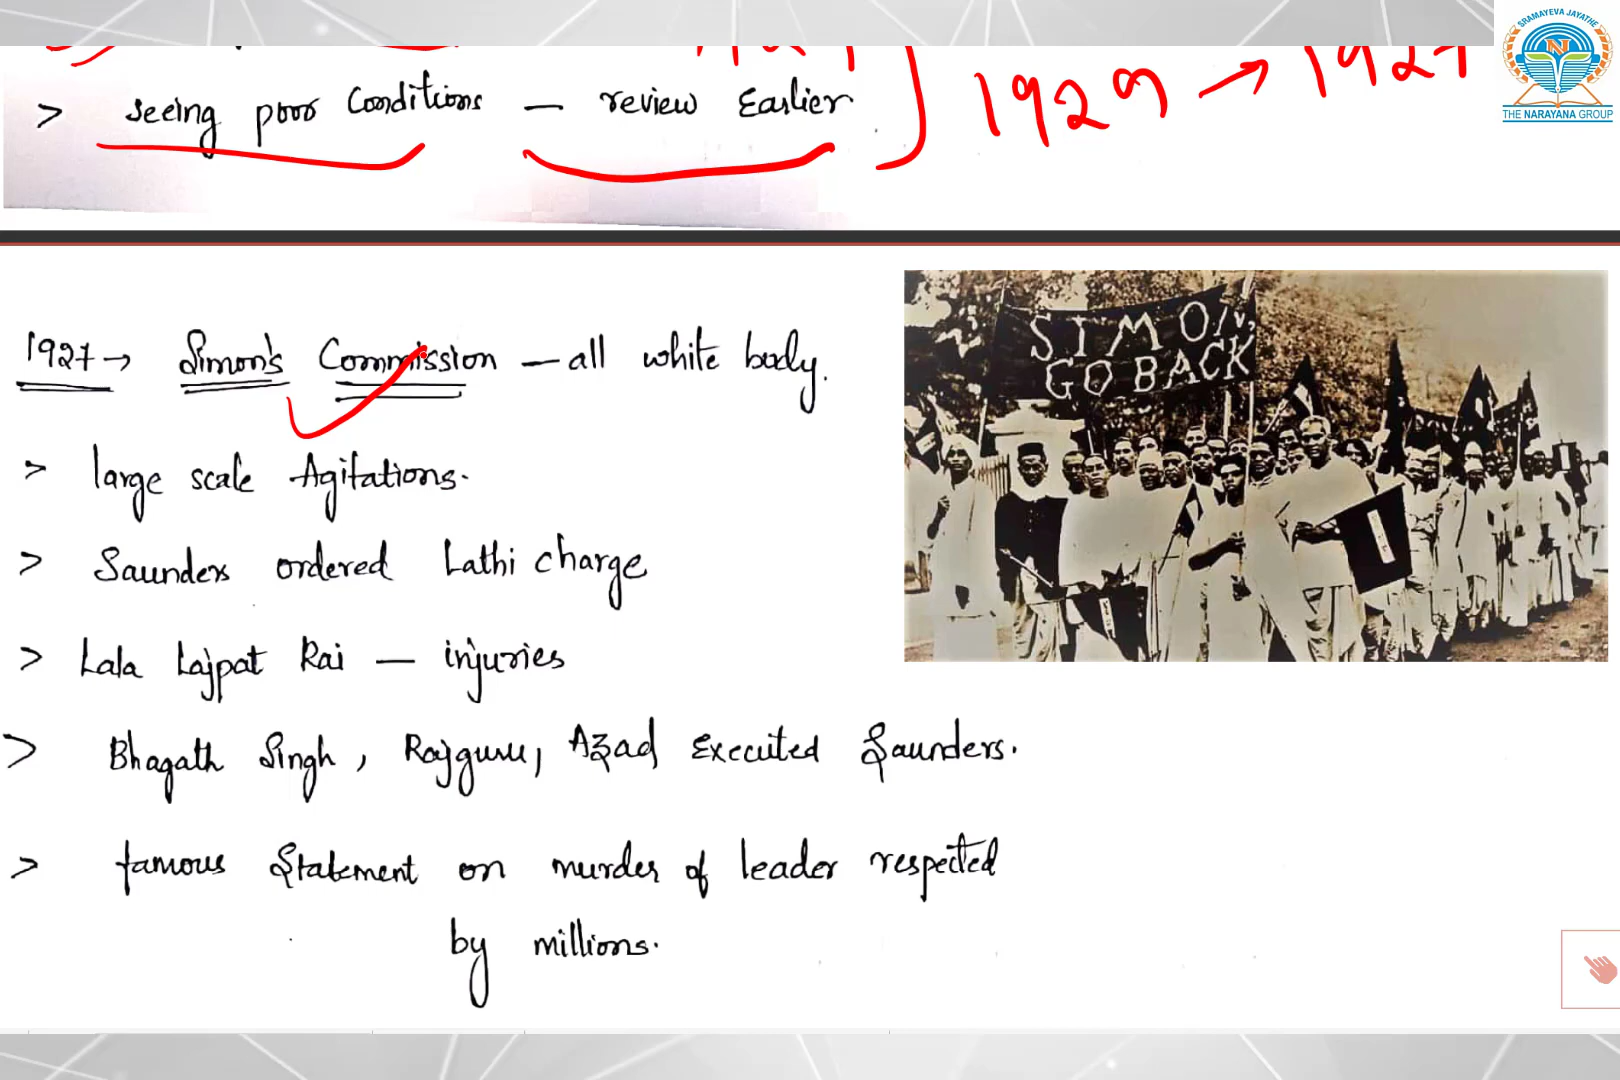 SRAMAYEVA JAYATHE
N
THE NARAYANA GROUP
> seeing poor Conditions — review Earlier
1929 → 1927
1927 → Simon's Commission — all white body.
> large scale Agitations.
> Saunders ordered Lathi charge
> Lala Lajpat Rai — injuries
> Bhagath Singh, Rajguru, Azad Executed Saunders.
> famous Statement on murder of leader respected
by millions.
SIMON,
GO BACK